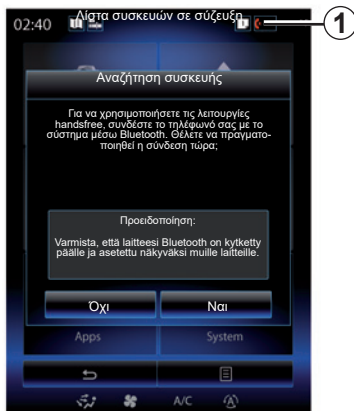 02:40 Λίστα συσκευών σε σύζευξη
1
Αναζήτηση συσκευής
Για να χρησιμοποιήσετε τις λειτουργίες
handsfree, συνδέστε το τηλέφωνό σας με το
σύστημα μέσω Bluetooth. Θέλετε να πραγματο-
ποιηθεί η σύνδεση τώρα;
Προειδοποίηση:
Varmista, että laitteesi Bluetooth on kytketty
päälle ja asetettu näkyväksi muille laitteille.
Όχι Ναι
Apps System
A/C